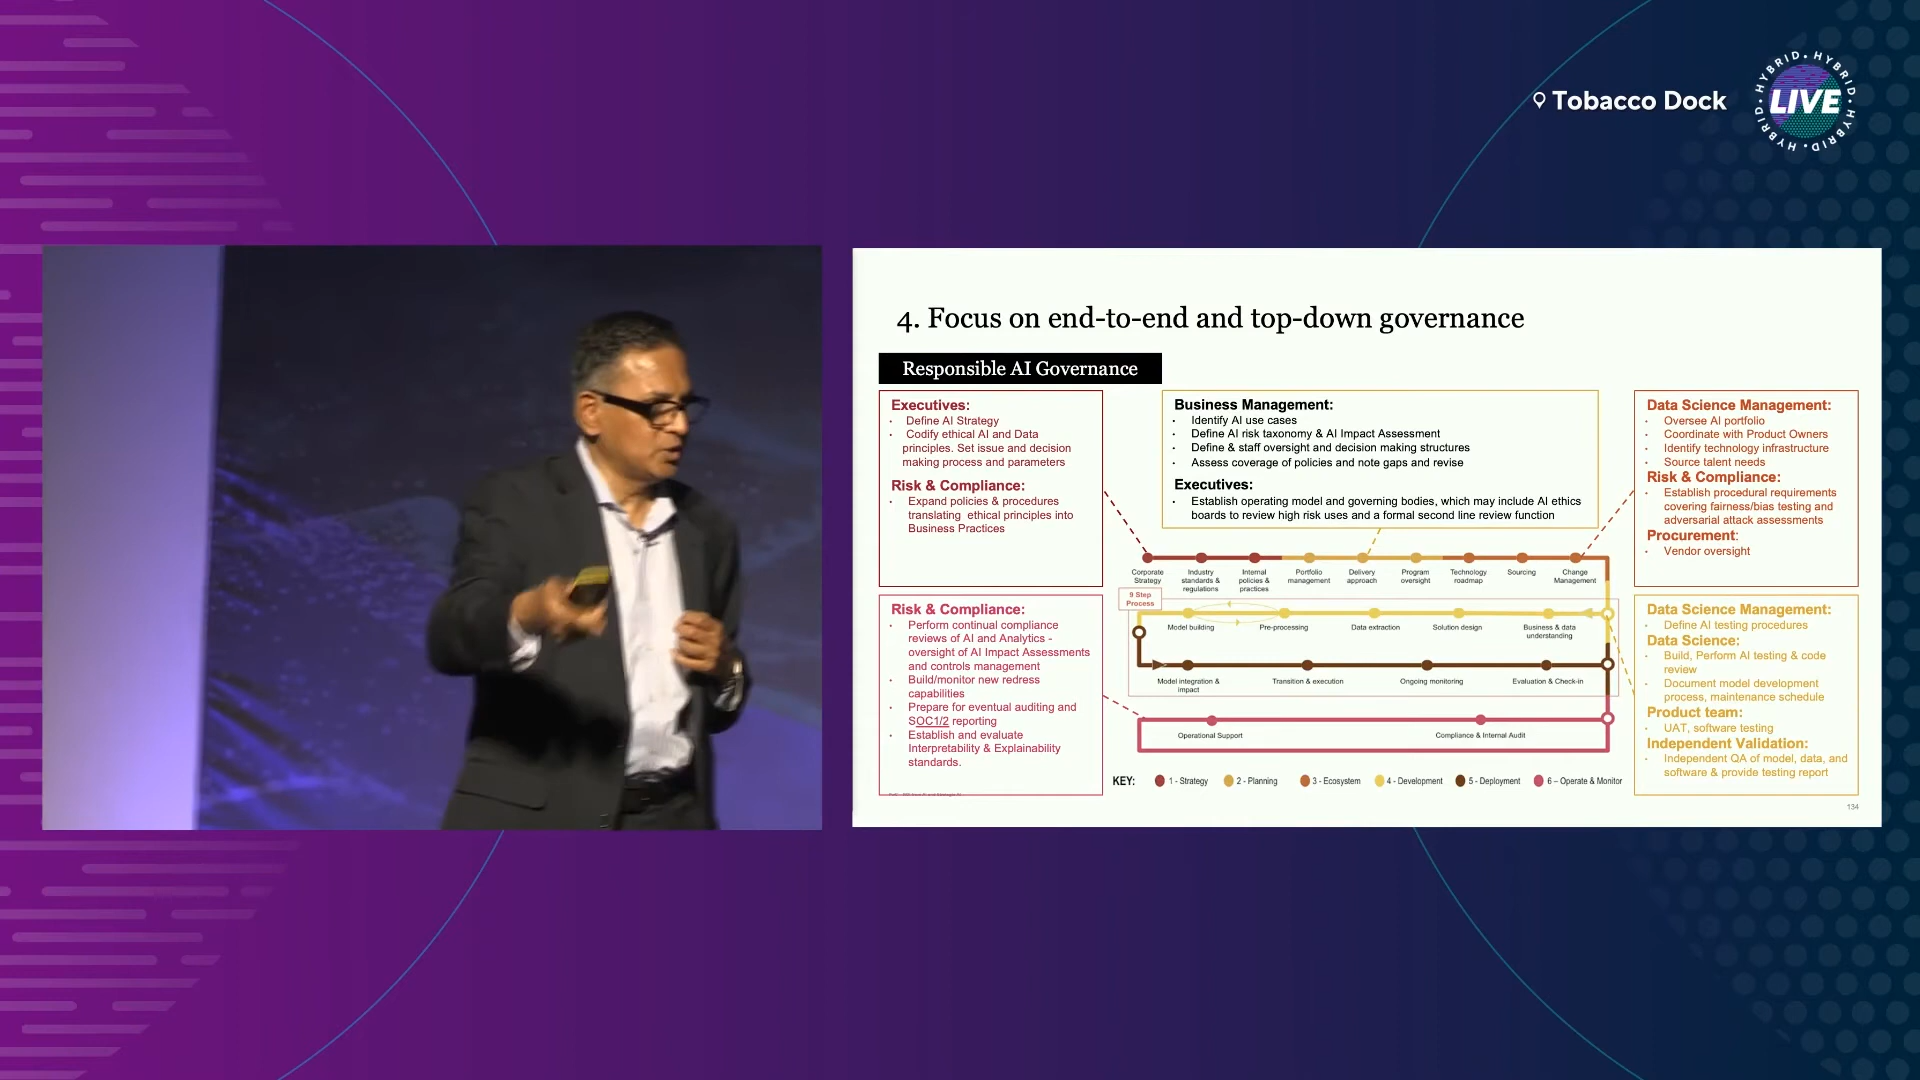 Tobacco Dock
HYBRID • HYBRID • HYBRID • HYBRID •
LIVE
4. Focus on end-to-end and top-down governance
Responsible AI Governance
Executives:
• Define AI Strategy
• Codify ethical AI and Data
principles. Set issue and decision
making process and parameters
Risk & Compliance:
• Expand policies & procedures
translating ethical principles into
Business Practices
Business Management:
• Identify AI use cases
• Define AI risk taxonomy & AI Impact Assessment
• Define & staff oversight and decision making structures
• Assess coverage of policies and note gaps and revise
Executives:
• Establish operating model and governing bodies, which may include AI ethics
boards to review high risk uses and a formal second line review function
Data Science Management:
• Oversee AI portfolio
• Coordinate with Product Owners
• Identify technology infrastructure
• Source talent needs
Risk & Compliance:
• Establish procedural requirements
covering fairness/bias testing and
adversarial attack assessments
Procurement:
• Vendor oversight
Corporate
Strategy
Industry
standards &
regulations
Internal
policies &
practices
Portfolio
management
Delivery
approach
Program
oversight
Technology
roadmap
Sourcing
Change
Management
9 Step
Process
Model building
Pre-processing
Data extraction
Solution design
Business & data
understanding
Model integration &
impact
Transition & execution
Ongoing monitoring
Evaluation & Check-in
Operational Support
Compliance & Internal Audit
Risk & Compliance:
• Perform continual compliance
reviews of AI and Analytics -
oversight of AI Impact Assessments
and controls management
• Build/monitor new redress
capabilities
• Prepare for eventual auditing and
SOC1/2 reporting
• Establish and evaluate
Interpretability & Explainability
standards.
Data Science Management:
• Define AI testing procedures
Data Science:
• Build, Perform AI testing & code
review
• Document model development
process, maintenance schedule
Product team:
• UAT, software testing
Independent Validation:
• Independent QA of model, data, and
software & provide testing report
KEY: 1 - Strategy 2 - Planning 3 - Ecosystem 4 - Development 5 - Deployment 6 – Operate & Monitor
134